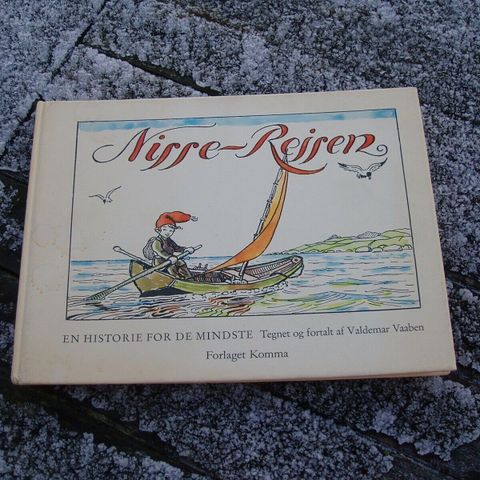 Nisse-Rejsen
EN HISTORIE FOR DE MINDSTE Tegnet og fortalt af Valdemar Vaaben
Forlaget Komma